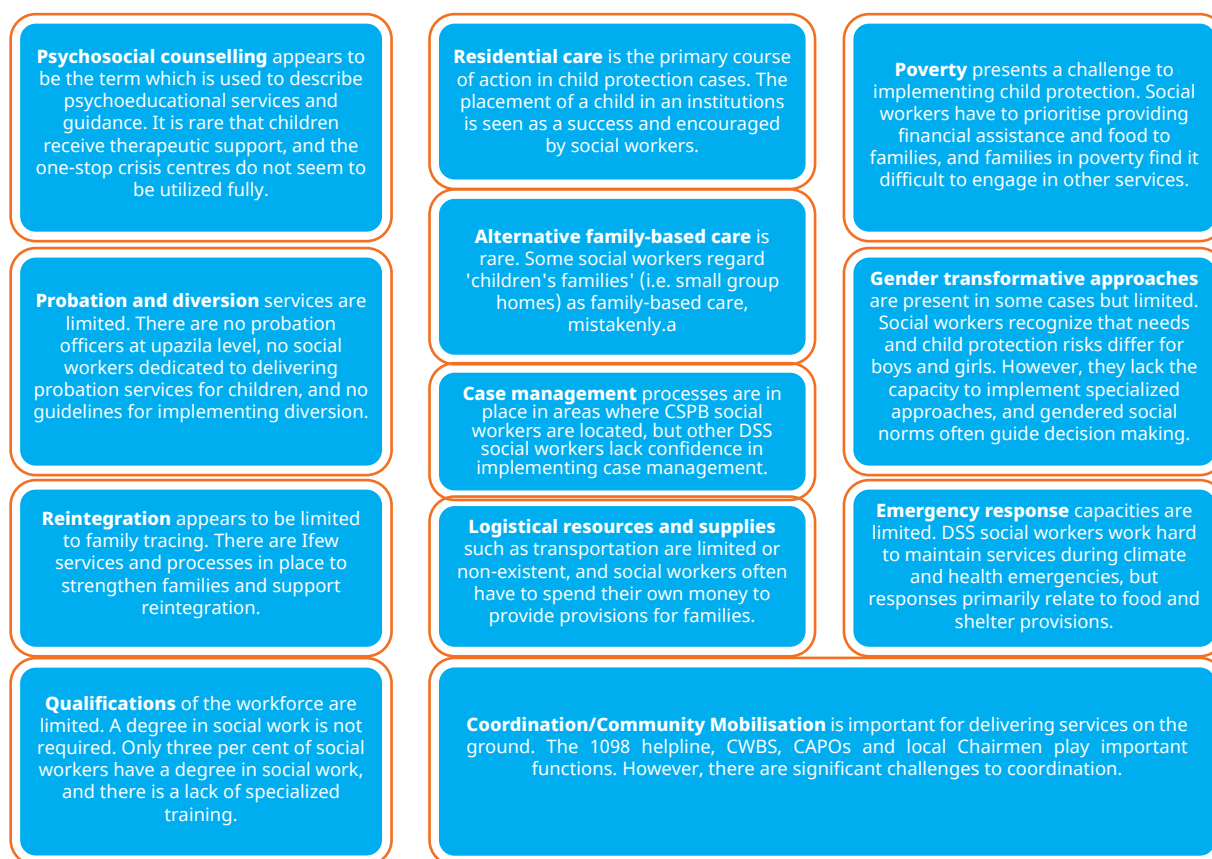 Psychosocial counselling appears to
be the term which is used to describe
psychoeducational services and
guidance. It is rare that children
receive therapeutic support, and the
one-stop crisis centres do not seem to
be utilized fully.
Probation and diversion services are
limited. There are no probation
officers at upazila level, no social
workers dedicated to delivering
probation services for children, and no
guidelines for implementing diversion.
Reintegration appears to be limited
to family tracing. There are Ifew
services and processes in place to
strengthen families and support
reintegration.
Qualifications of the workforce are
limited. A degree in social work is not
required. Only three per cent of social
workers have a degree in social work,
and there is a lack of specialized
training.
Residential care is the primary course
of action in child protection cases. The
placement of a child in an institutions
is seen as a success and encouraged
by social workers.
Alternative family-based care is
rare. Some social workers regard
'children's families' (i.e. small group
homes) as family-based care,
mistakenly.a
Case management processes are in
place in areas where CSPB social
workers are located, but other DSS
social workers lack confidence in
implementing case management.
Logistical resources and supplies
such as transportation are limited or
non-existent, and social workers often
have to spend their own money to
provide provisions for families.
Poverty presents a challenge to
implementing child protection. Social
workers have to prioritise providing
financial assistance and food to
families, and families in poverty find it
difficult to engage in other services.
Gender transformative approaches
are present in some cases but limited.
Social workers recognize that needs
and child protection risks differ for
boys and girls. However, they lack the
capacity to implement specialized
approaches, and gendered social
norms often guide decision making.
Emergency response capacities are
limited. DSS social workers work hard
to maintain services during climate
and health emergencies, but
responses primarily relate to food and
shelter provisions.
Coordination/Community Mobilisation is important for delivering services on the
ground. The 1098 helpline, CWBS, CAPOs and local Chairmen play important
functions. However, there are significant challenges to coordination.